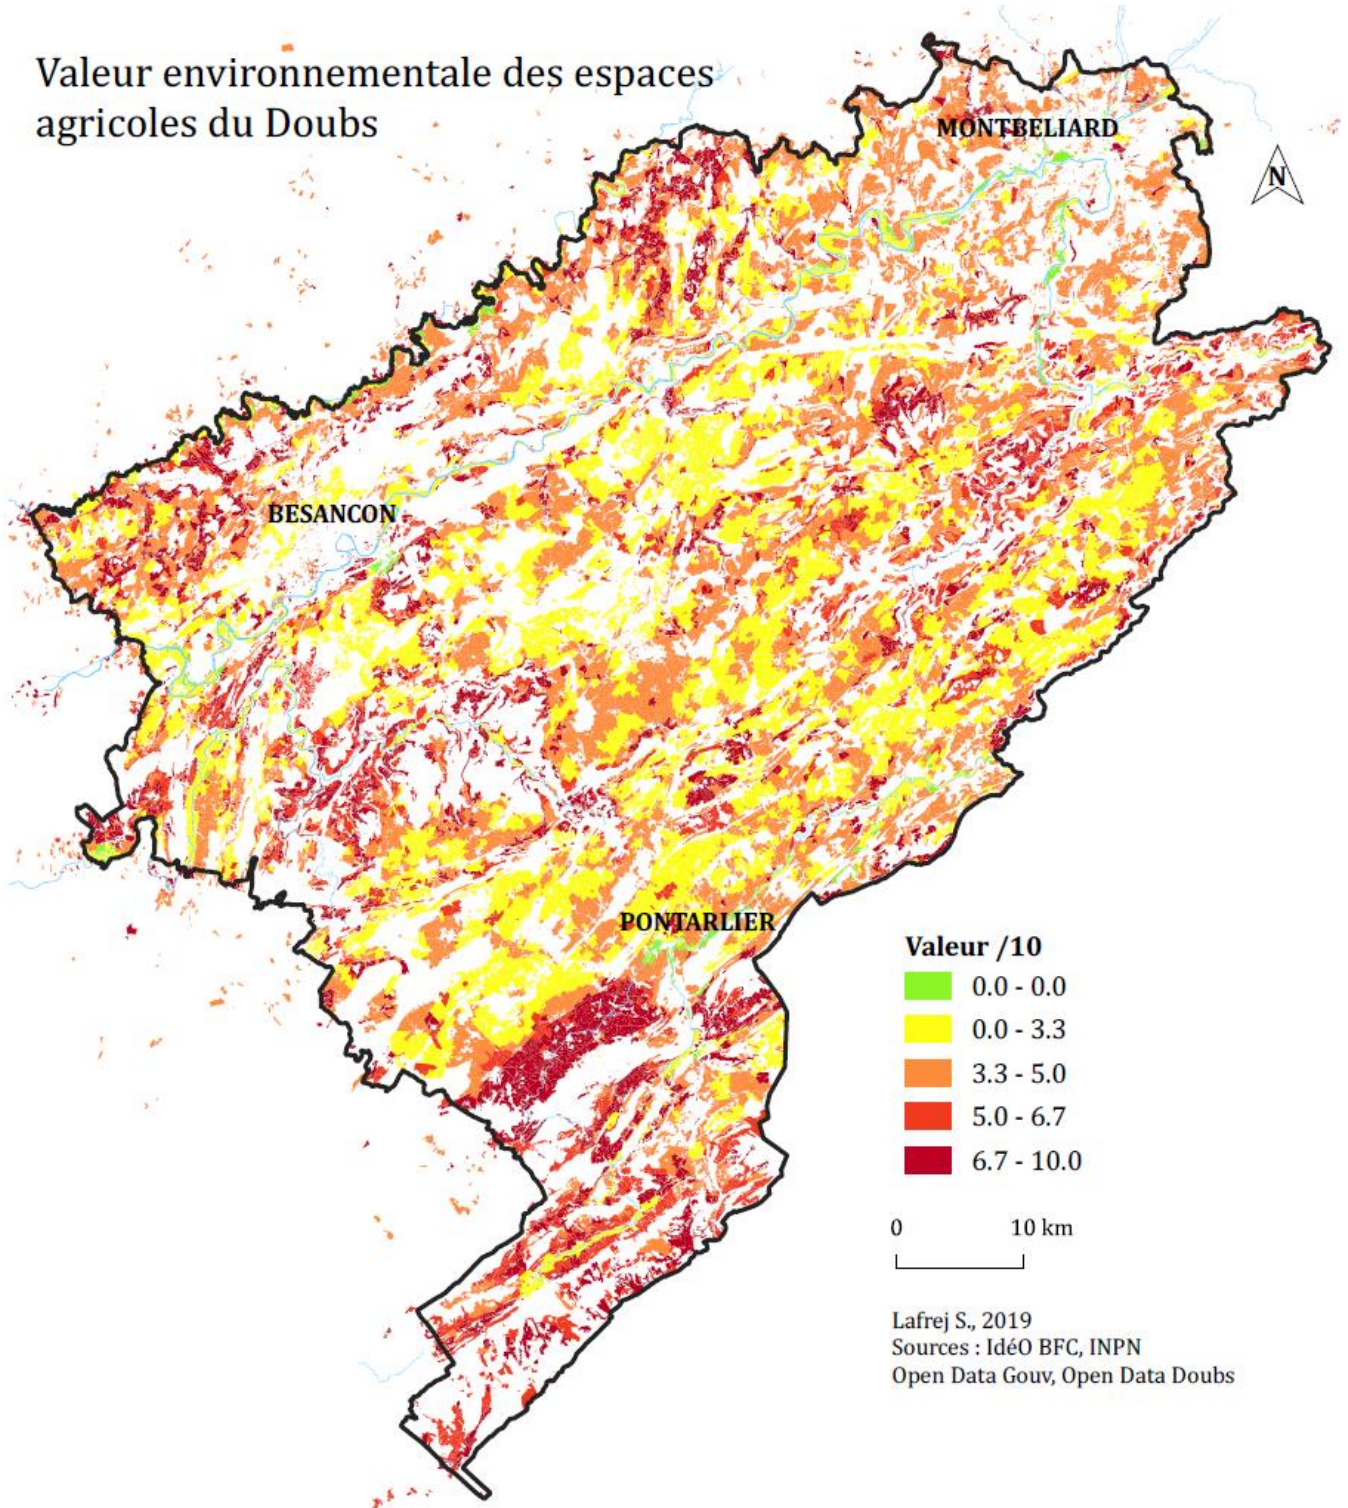 Valeur environnementale des espaces
agricoles du Doubs
MONTBELIARD
N
BESANCON
PONTARLIER
Valeur /10
0.0 - 0.0
0.0 - 3.3
3.3 - 5.0
5.0 - 6.7
6.7 - 10.0
0 10 km
Lafrej S., 2019
Sources : IdéO BFC, INPN
Open Data Gouv, Open Data Doubs